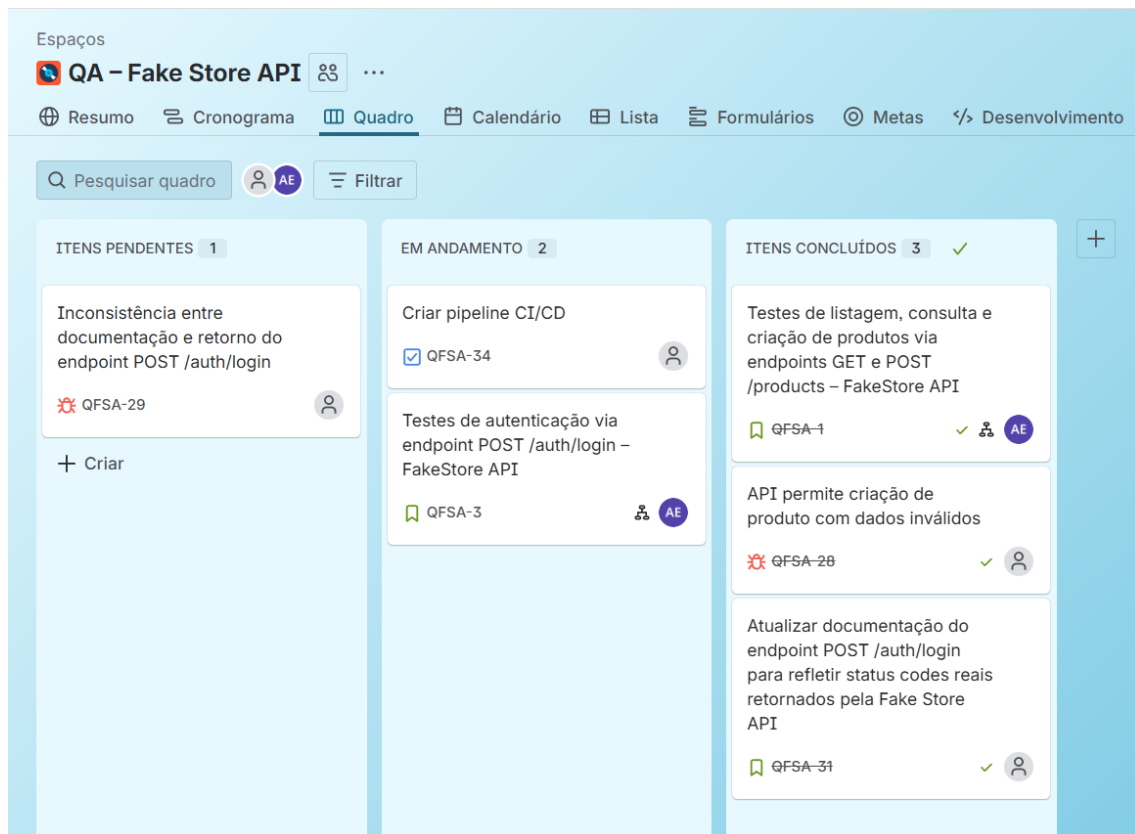 Espaços
QA – Fake Store API
Resumo Cronograma Quadro Calendário Lista Formulários Metas Desenvolvimento
Pesquisar quadro AE Filtrar
ITENS PENDENTES 1
Inconsistência entre
documentação e retorno do
endpoint POST /auth/login
QFSA-29
Criar
EM ANDAMENTO 2
Criar pipeline CI/CD
QFSA-34
Testes de autenticação via
endpoint POST /auth/login –
FakeStore API
QFSA-3 AE
ITENS CONCLUÍDOS 3
Testes de listagem, consulta e
criação de produtos via
endpoints GET e POST
/products – FakeStore API
QFSA-1 AE
API permite criação de
produto com dados inválidos
QFSA-28
Atualizar documentação do
endpoint POST /auth/login
para refletir status codes reais
retornados pela Fake Store
API
QFSA-31